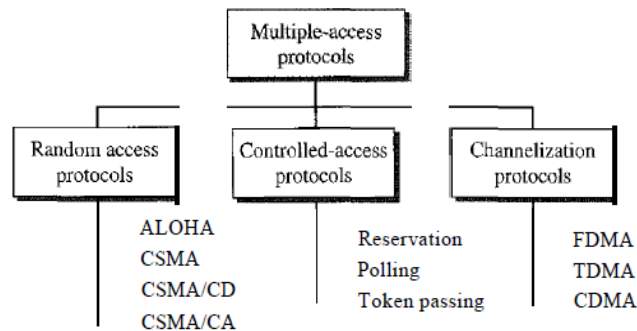 Multiple-access
protocols
Random access
protocols
ALOHA
CSMA
CSMA/CD
CSMA/CA
Controlled-access
protocols
Reservation
Polling
Token passing
Channelization
protocols
FDMA
TDMA
CDMA